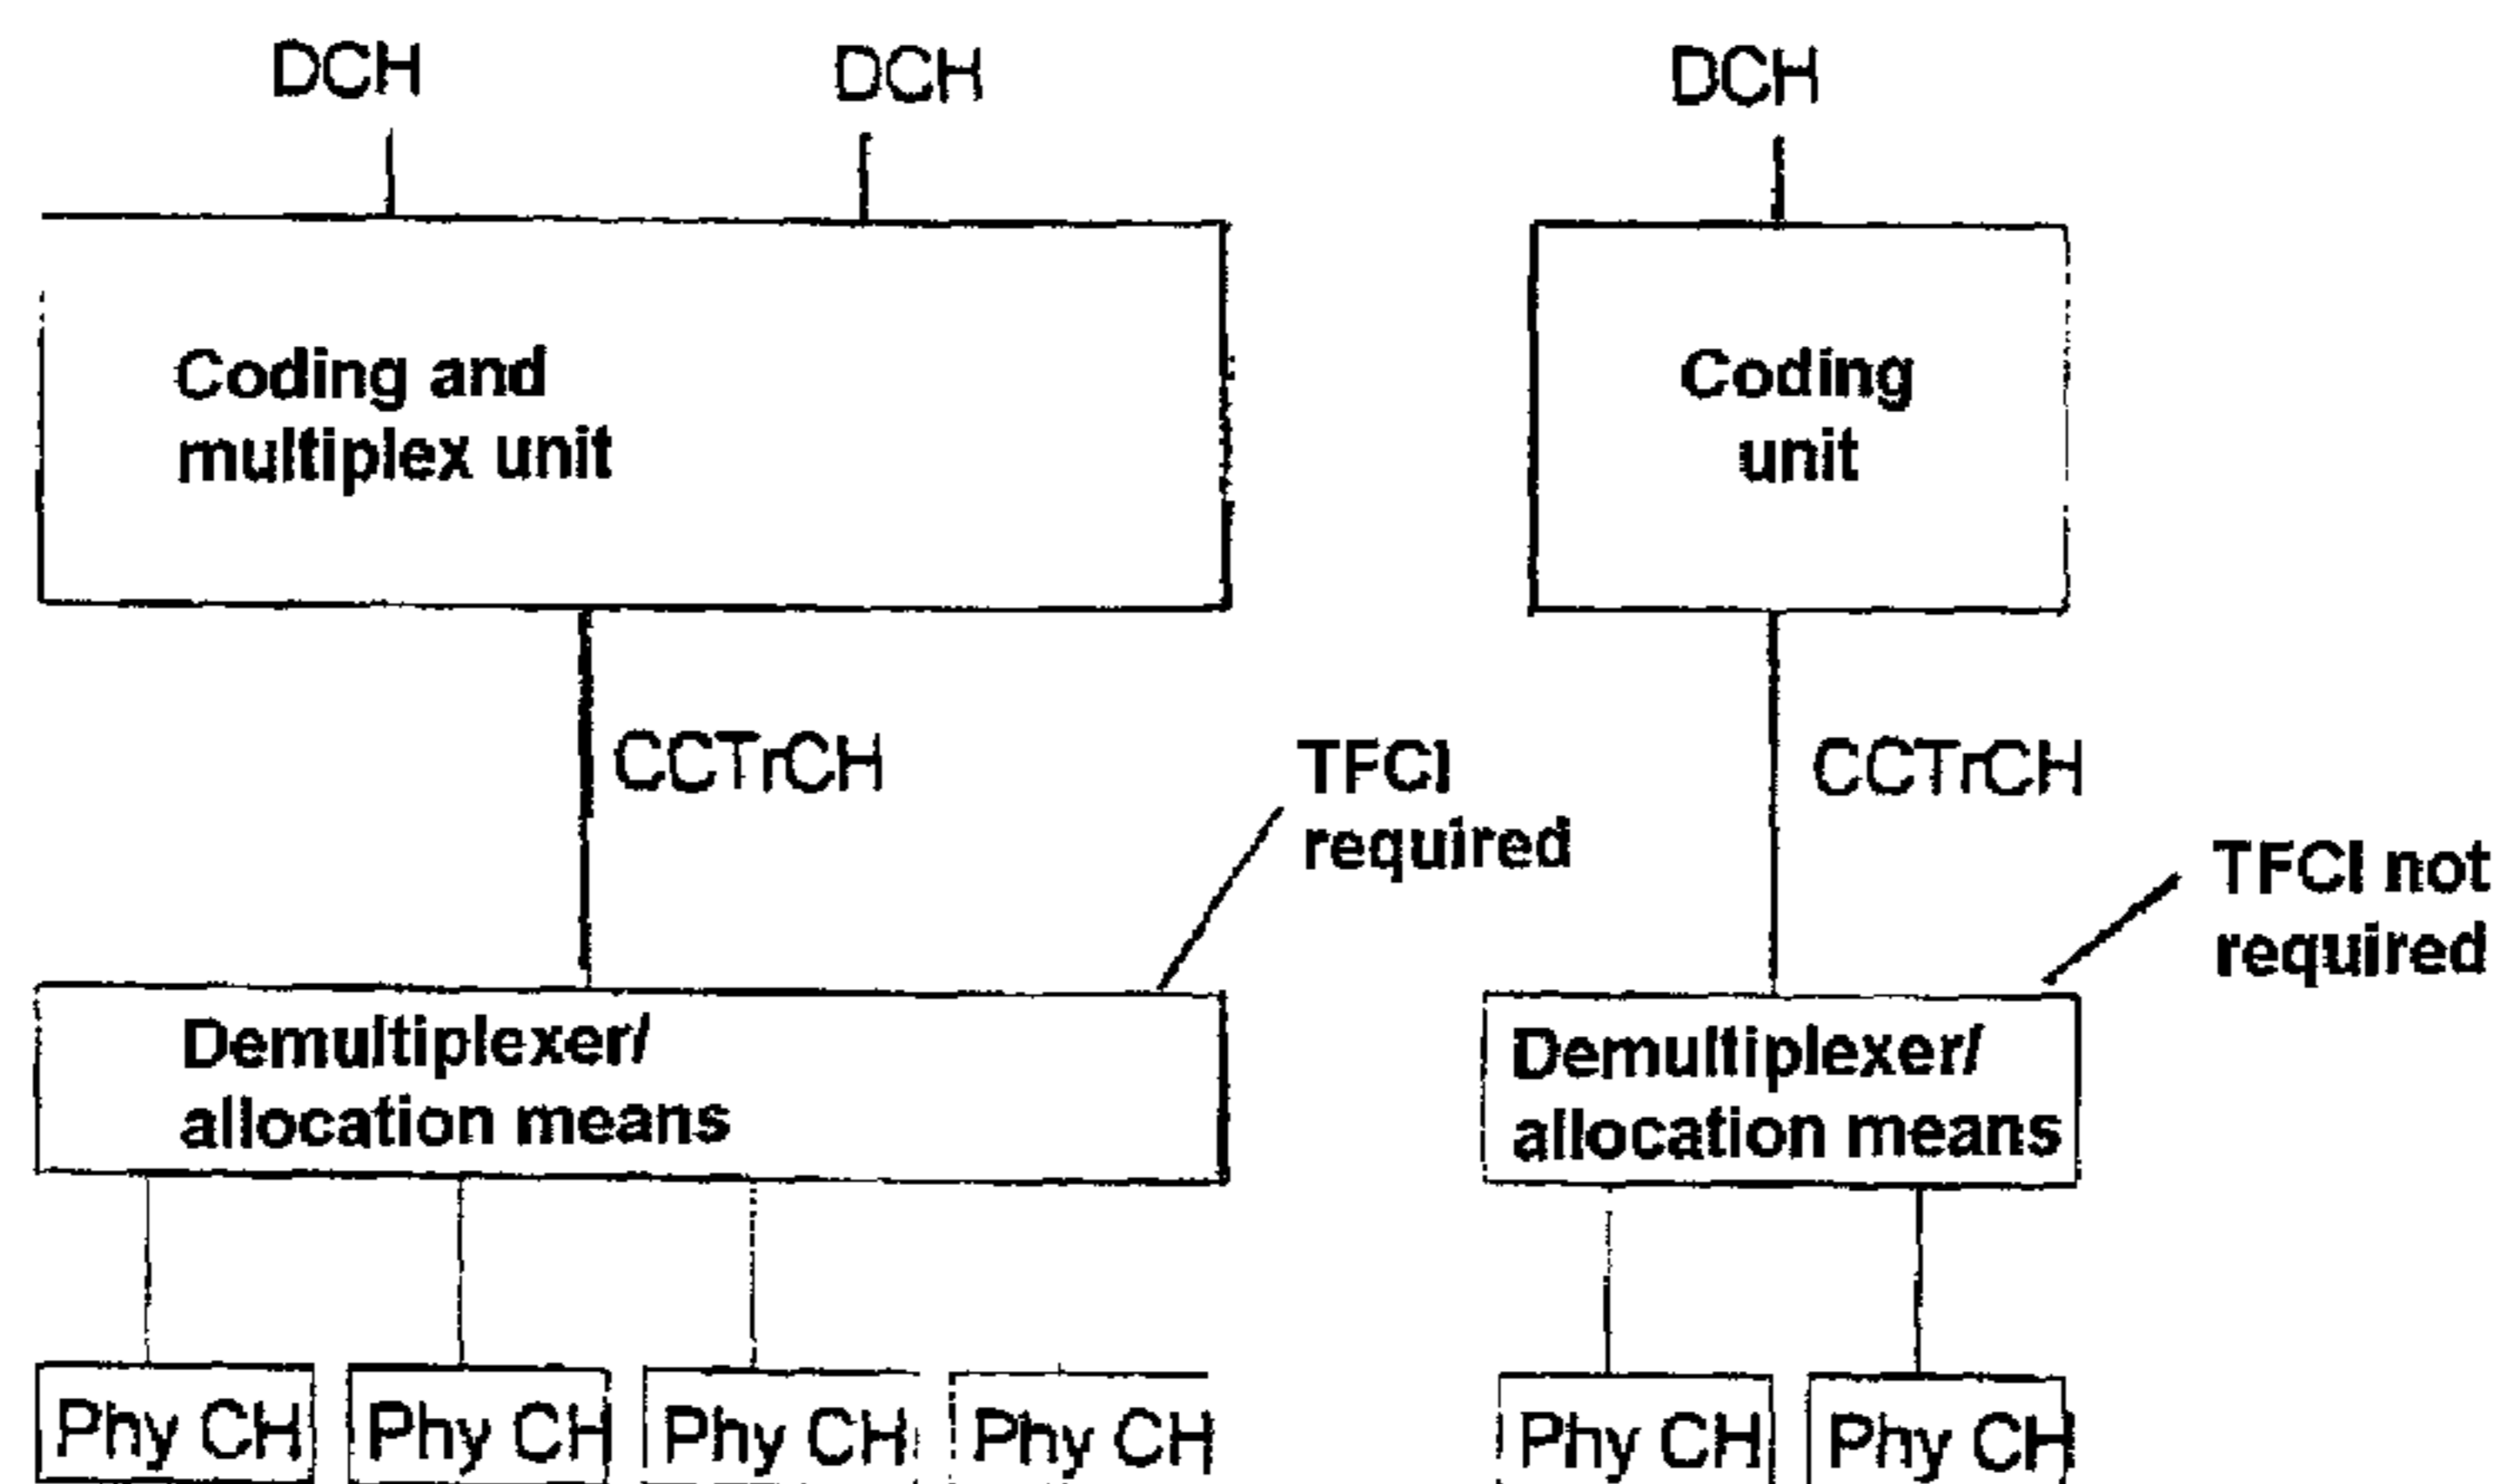 DCH
DCH
DCH
Coding and
multiplex unit
Coding
unit
CCTrCH
TFCI
required
CCTrCH
TFCI not
required
Demultiplexer/
allocation means
Demultiplexer/
allocation means
Phy CH
Phy CH
Phy CH
Phy CH
Phy CH
Phy CH